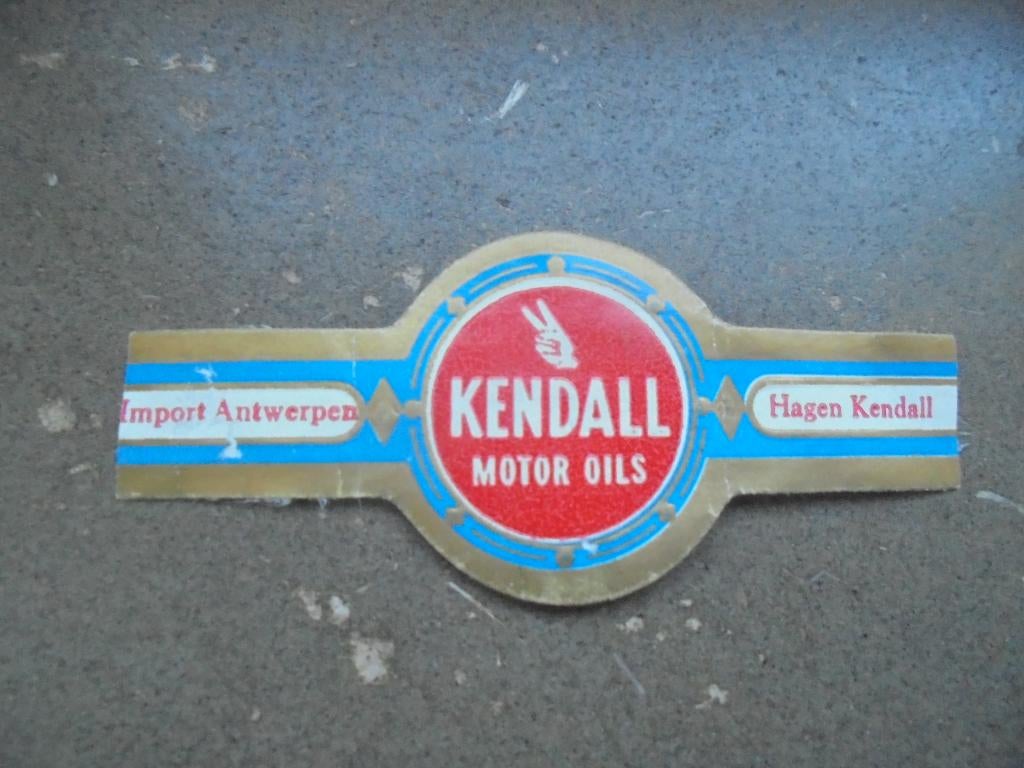 Import Antwerpen
KENDALL
MOTOR OILS
Hagen Kendall